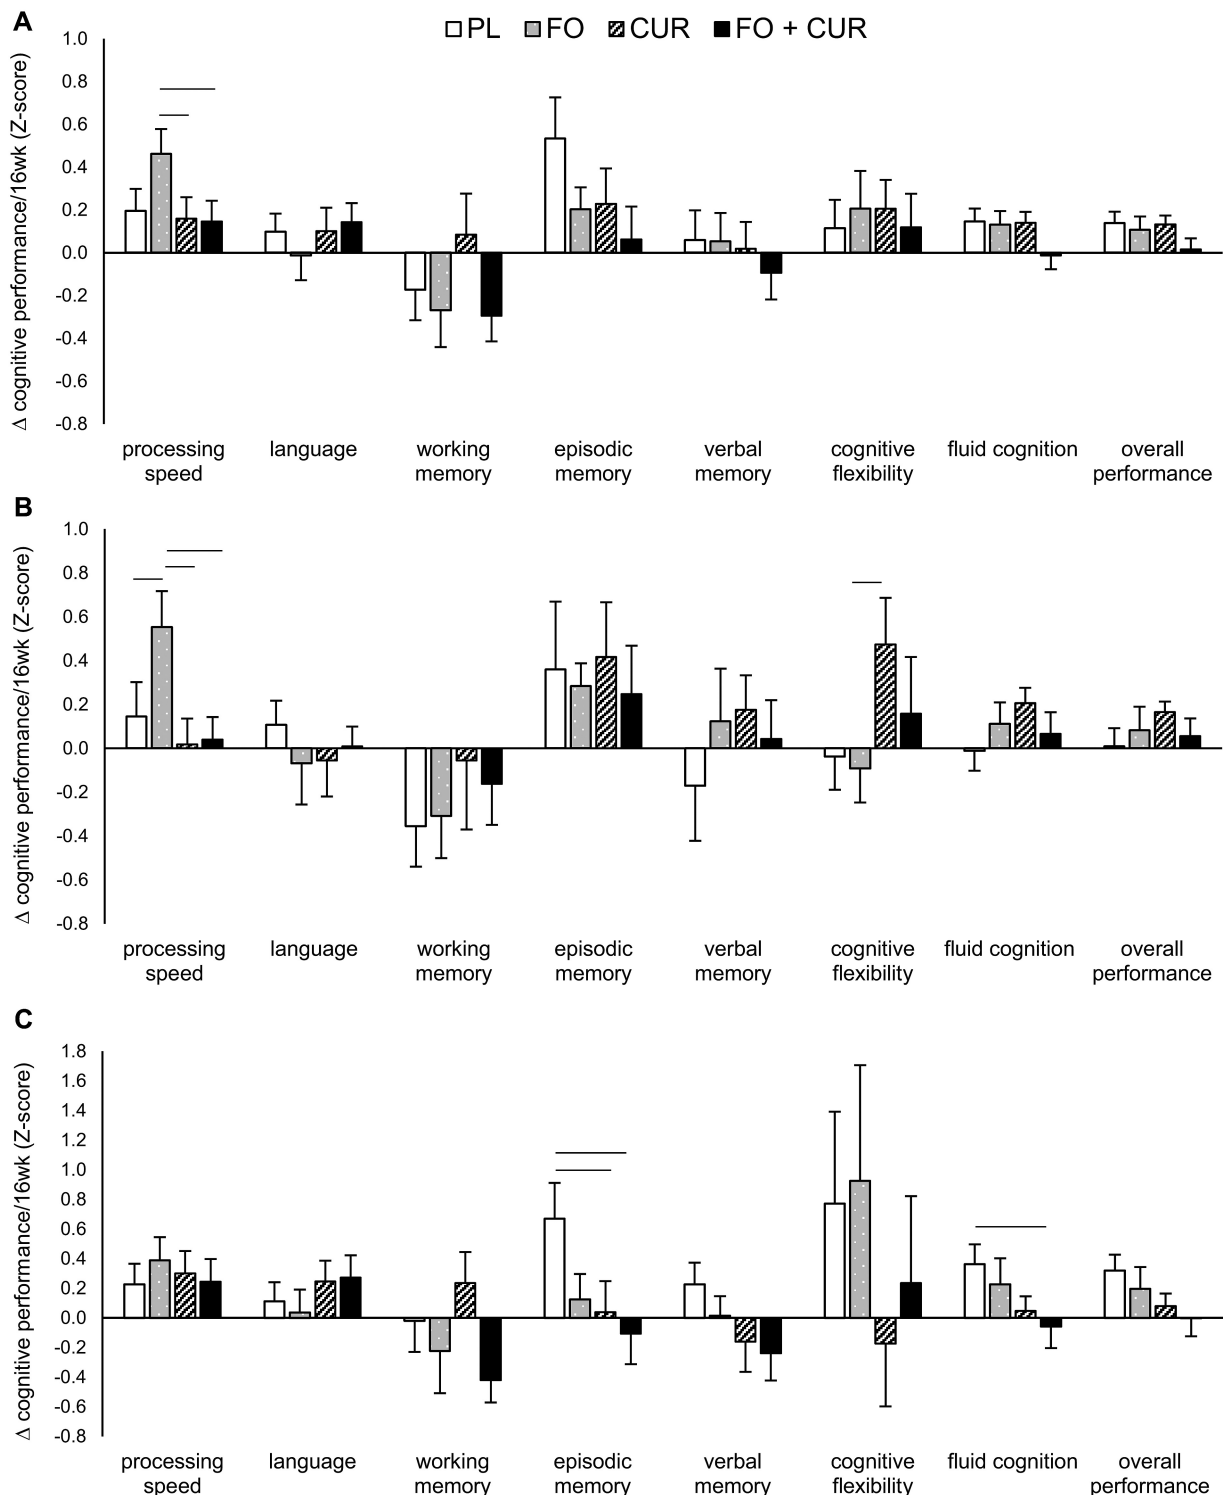 A
PL FO CUR FO + CUR
Δ cognitive performance/16wk (Z-score)
1.0
0.8
0.6
0.4
0.2
0.0
-0.2
-0.4
-0.6
-0.8
processing speed
language
working memory
episodic memory
verbal memory
cognitive flexibility
fluid cognition
overall performance
B
Δ cognitive performance/16wk (Z-score)
1.0
0.8
0.6
0.4
0.2
0.0
-0.2
-0.4
-0.6
-0.8
processing speed
language
working memory
episodic memory
verbal memory
cognitive flexibility
fluid cognition
overall performance
C
Δ cognitive performance/16wk (Z-score)
1.8
1.6
1.4
1.2
1.0
0.8
0.6
0.4
0.2
0.0
-0.2
-0.4
-0.6
-0.8
processing speed
language
working memory
episodic memory
verbal memory
cognitive flexibility
fluid cognition
overall performance